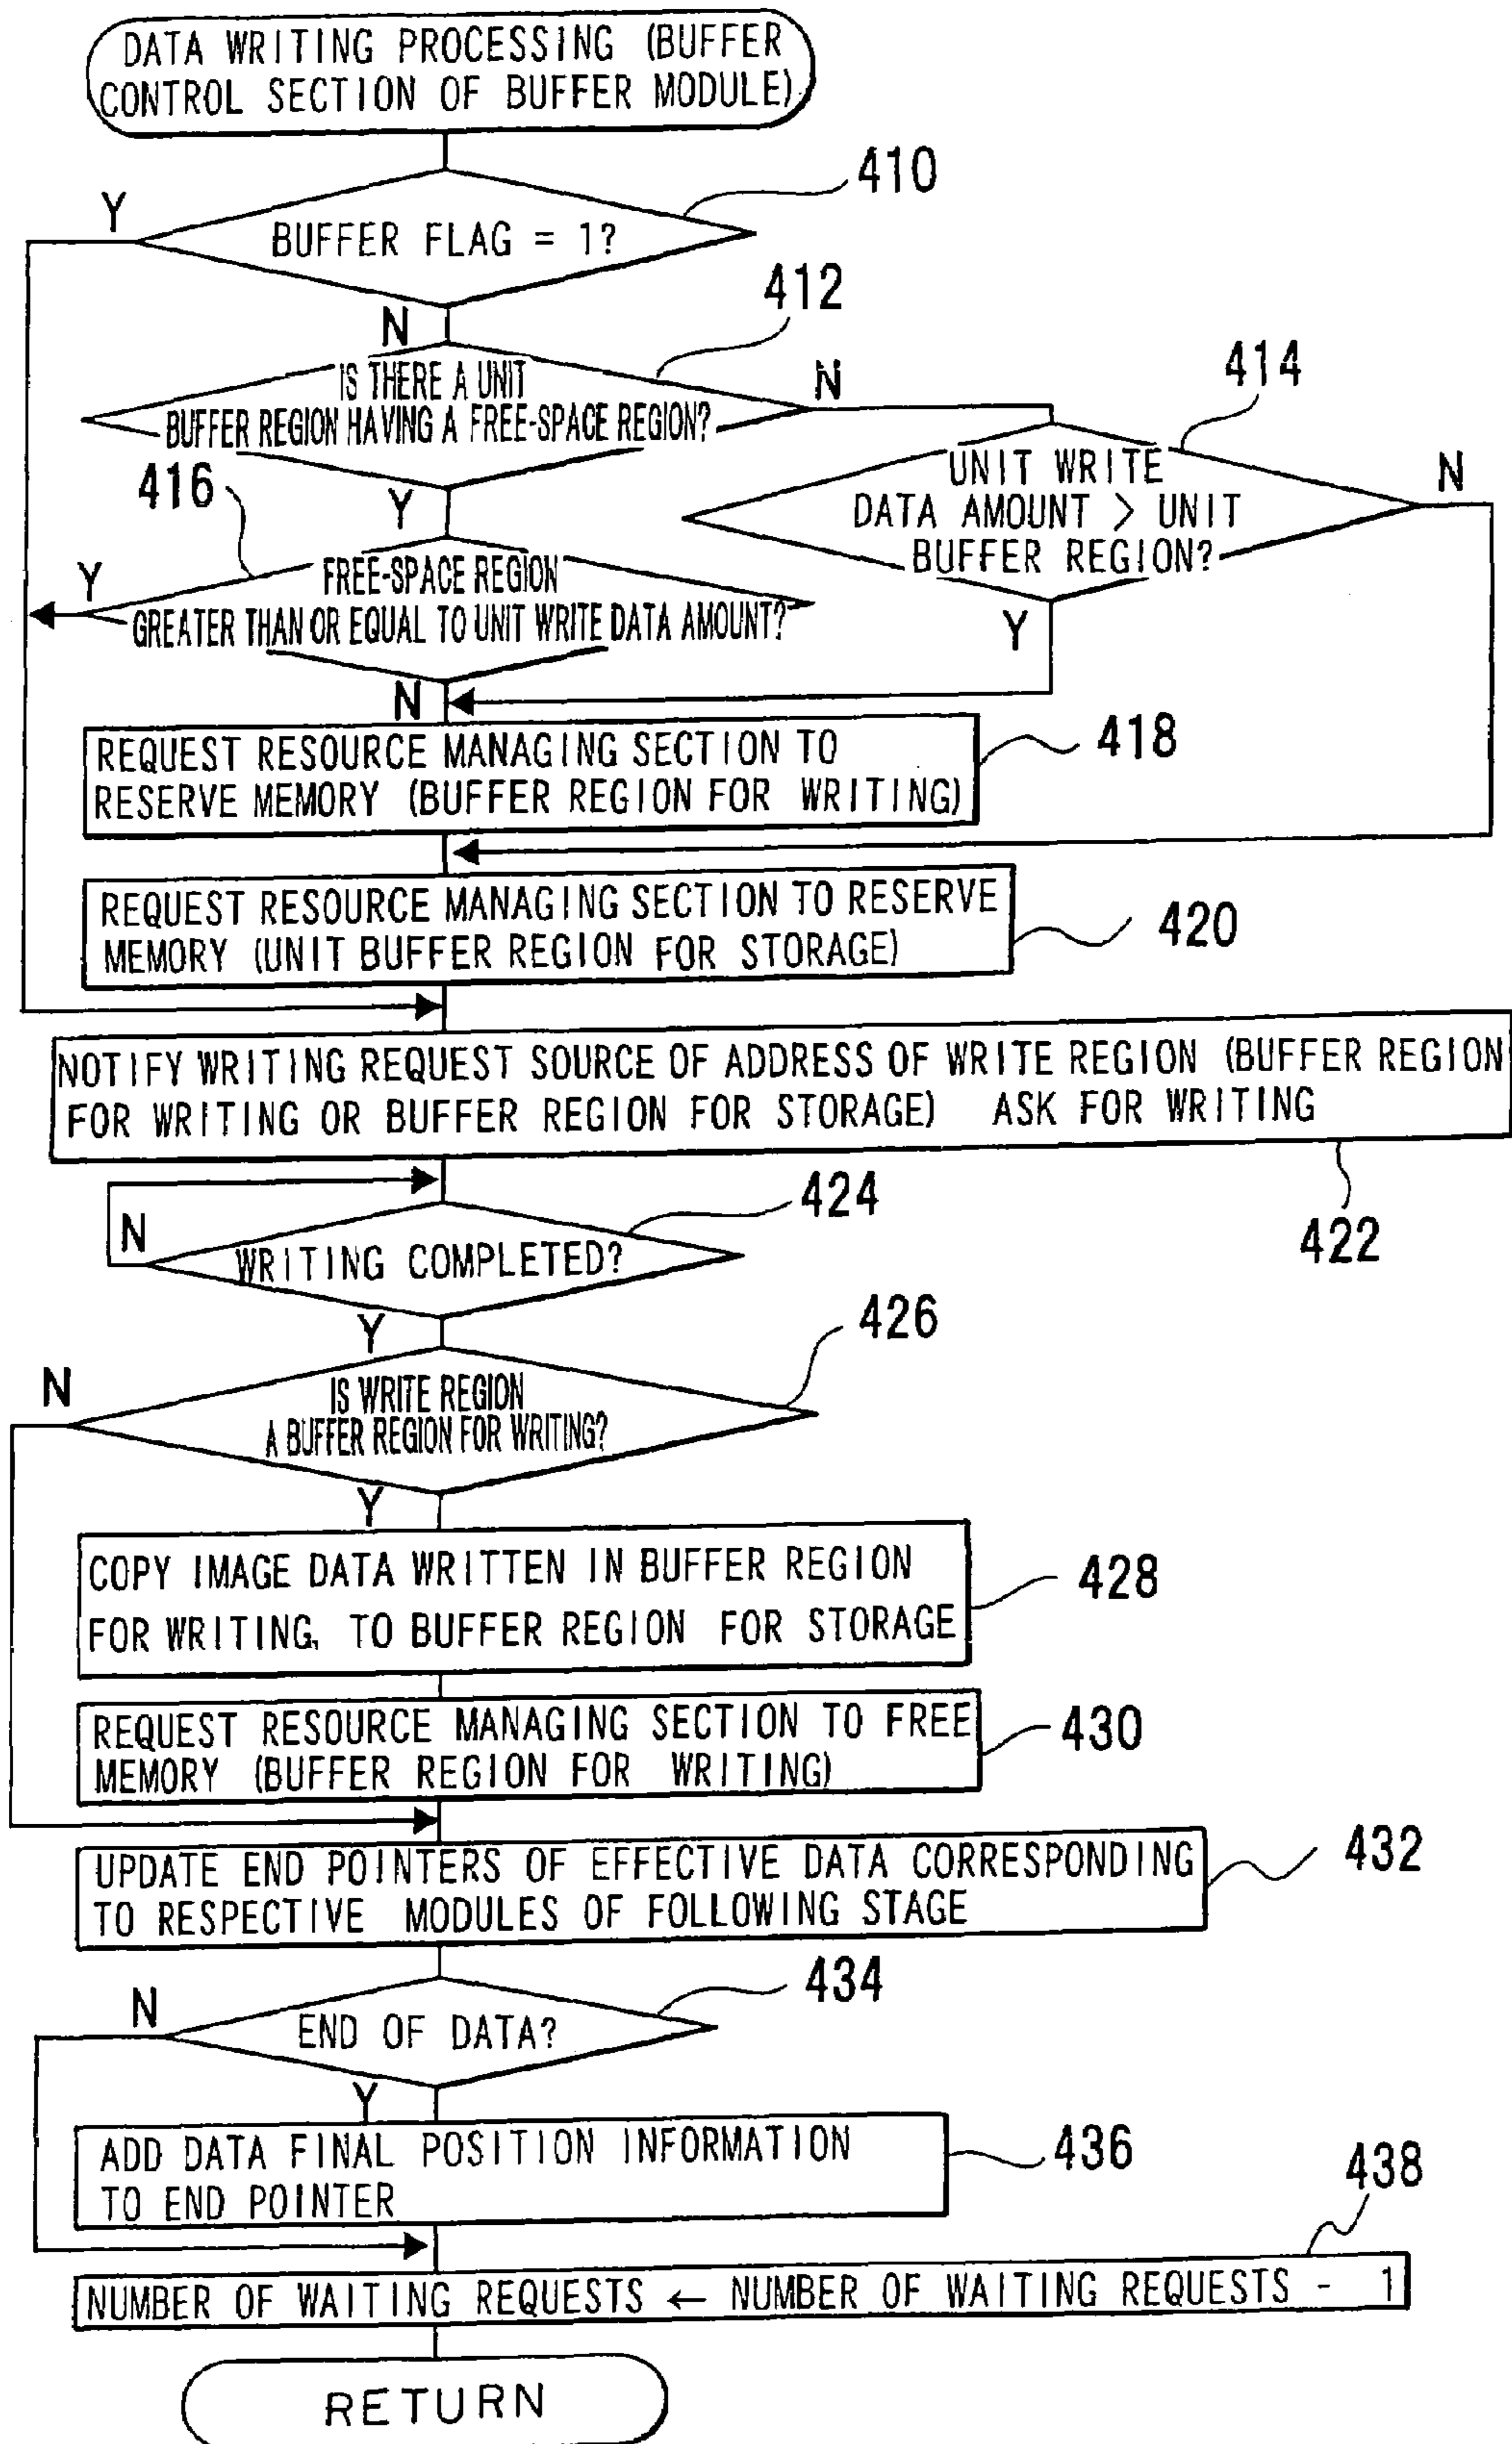 DATA WRITING PROCESSING (BUFFER
CONTROL SECTION OF BUFFER MODULE)
410
Y
BUFFER FLAG = 1?
412
N
IS THERE A UNIT
BUFFER REGION HAVING A FREE-SPACE REGION?
N
414
UNIT WRITE
DATA AMOUNT > UNIT
BUFFER REGION?
N
416
Y
Y
FREE-SPACE REGION
GREATER THAN OR EQUAL TO UNIT WRITE DATA AMOUNT?
Y
N
REQUEST RESOURCE MANAGING SECTION TO
RESERVE MEMORY (BUFFER REGION FOR WRITING)
418
REQUEST RESOURCE MANAGING SECTION TO RESERVE
MEMORY (UNIT BUFFER REGION FOR STORAGE)
420
NOTIFY WRITING REQUEST SOURCE OF ADDRESS OF WRITE REGION (BUFFER REGION
FOR WRITING OR BUFFER REGION FOR STORAGE) ASK FOR WRITING
422
424
N
WRITING COMPLETED?
Y
426
N
IS WRITE REGION
A BUFFER REGION FOR WRITING?
Y
COPY IMAGE DATA WRITTEN IN BUFFER REGION
FOR WRITING, TO BUFFER REGION FOR STORAGE
428
REQUEST RESOURCE MANAGING SECTION TO FREE
MEMORY (BUFFER REGION FOR WRITING)
430
UPDATE END POINTERS OF EFFECTIVE DATA CORRESPONDING
TO RESPECTIVE MODULES OF FOLLOWING STAGE
432
434
N
END OF DATA?
Y
ADD DATA FINAL POSITION INFORMATION
TO END POINTER
436
438
NUMBER OF WAITING REQUESTS ← NUMBER OF WAITING REQUESTS - 1
RETURN